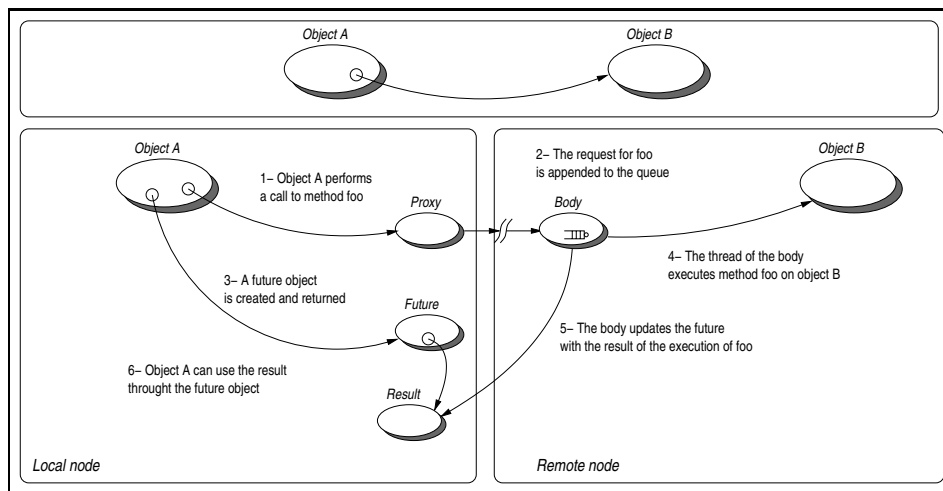 Object A
Object B
Object A
1– Object A performs
a call to method foo
Proxy
3– A future object
is created and returned
Future
6– Object A can use the result
throught the future object
Result
Local node
2– The request for foo
is appended to the queue
Object B
Body
4– The thread of the body
executes method foo on object B
5– The body updates the future
with the result of the execution of foo
Remote node